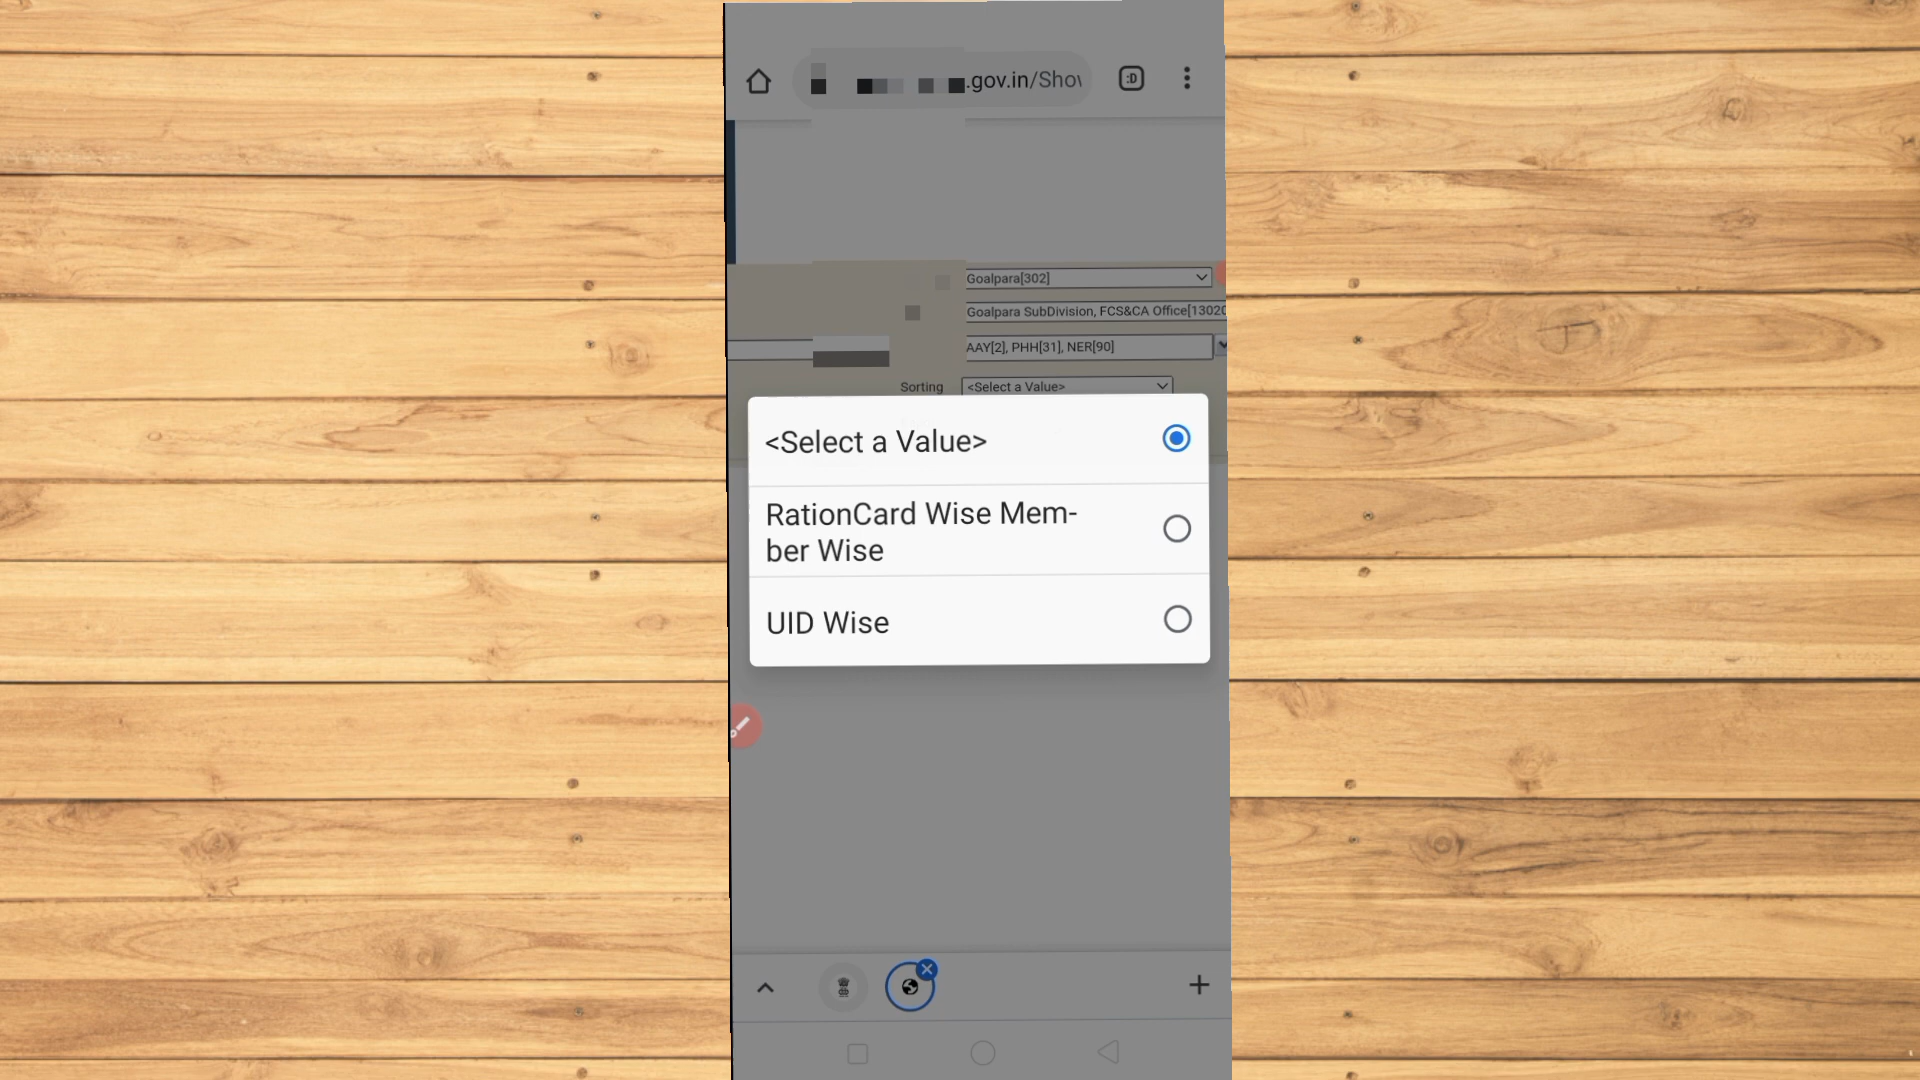 .gov.in/Shov
:D
Goalpara[302]
Goalpara SubDivision, FCS&CA Office[13020
AAY[2], PHH[31], NER[90]
Sorting <Select a Value>
<Select a Value>
RationCard Wise Mem-
ber Wise
UID Wise